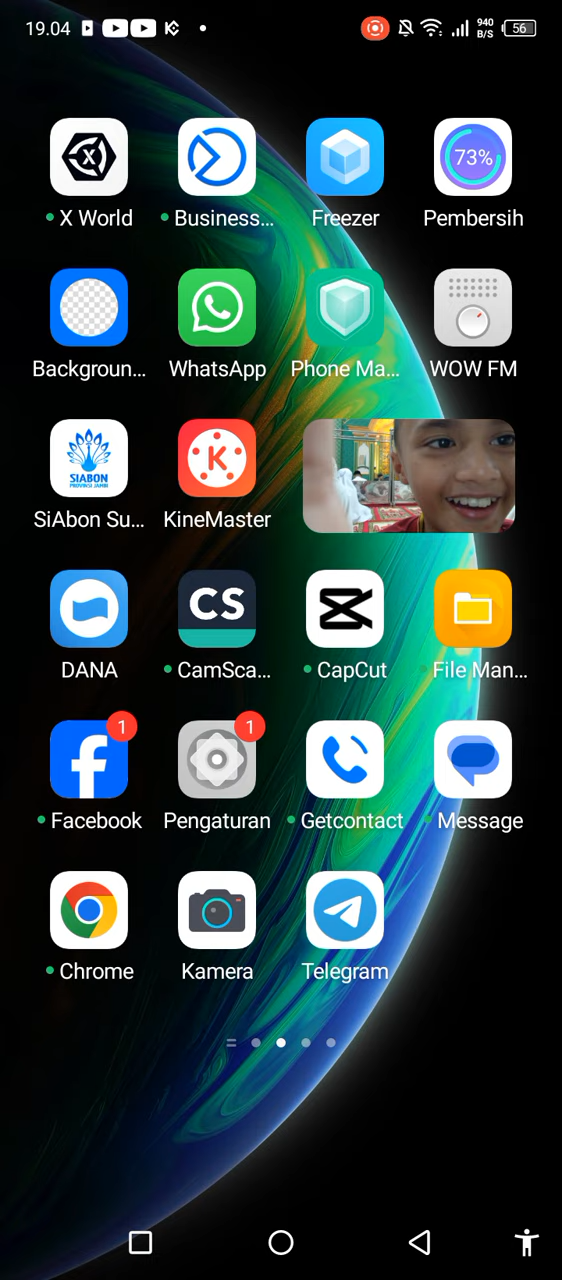 19.04
940
B/S
56
X
73%
X World
Business...
Freezer
Pembersih
Backgroun...
WhatsApp
Phone Ma...
WOW FM
SIABON
PROVINSI JAMBI
K
SiAbon Su...
KineMaster
CS
DANA
CamSca...
CapCut
File Man...
1
1
Facebook
Pengaturan
Getcontact
Message
Chrome
Kamera
Telegram